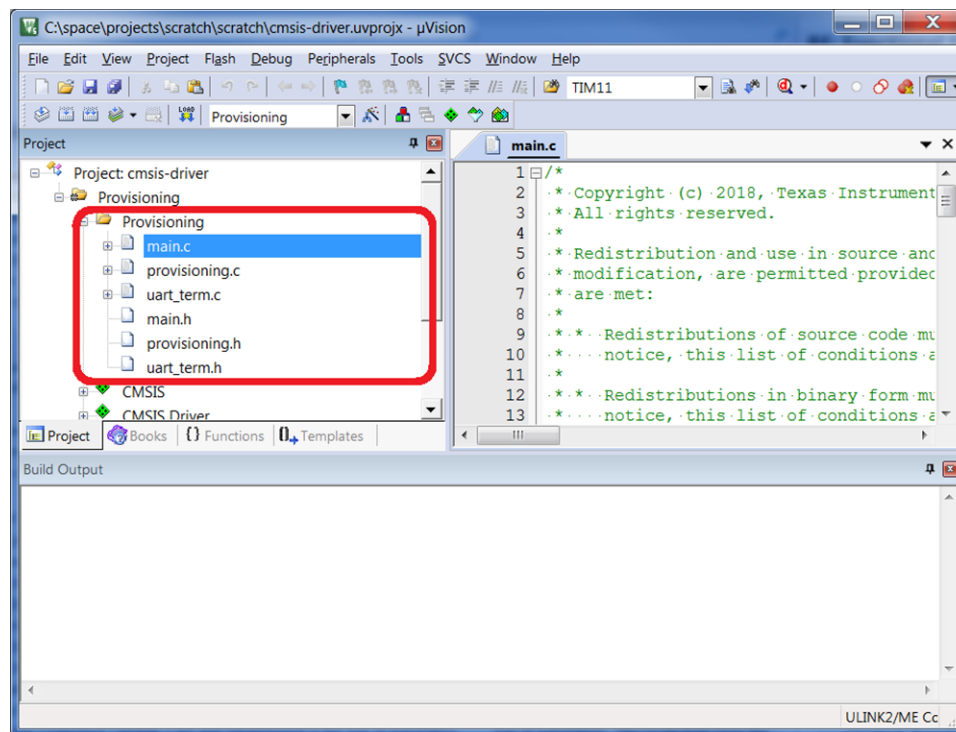 C:\space\projects\scratch\scratch\cmsis-driver.uvprojx - µVision
File Edit View Project Flash Debug Peripherals Tools SVCS Window Help
TIM11
LOAD Provisioning
Project
main.c
Project: cmsis-driver
Provisioning
Provisioning
main.c
provisioning.c
uart_term.c
main.h
provisioning.h
uart_term.h
CMSIS
CMSIS Driver
1 /*
2 * Copyright (c) 2018, Texas Instrument
3 * All rights reserved.
4 *
5 * Redistribution and use in source and
6 * modification, are permitted provided
7 * are met:
8 *
9 * * Redistributions of source code mu
10 * notice, this list of conditions a
11 *
12 * * Redistributions in binary form mu
13 * notice, this list of conditions a
Project Books {} Functions Templates
Build Output
ULINK2/ME Cc